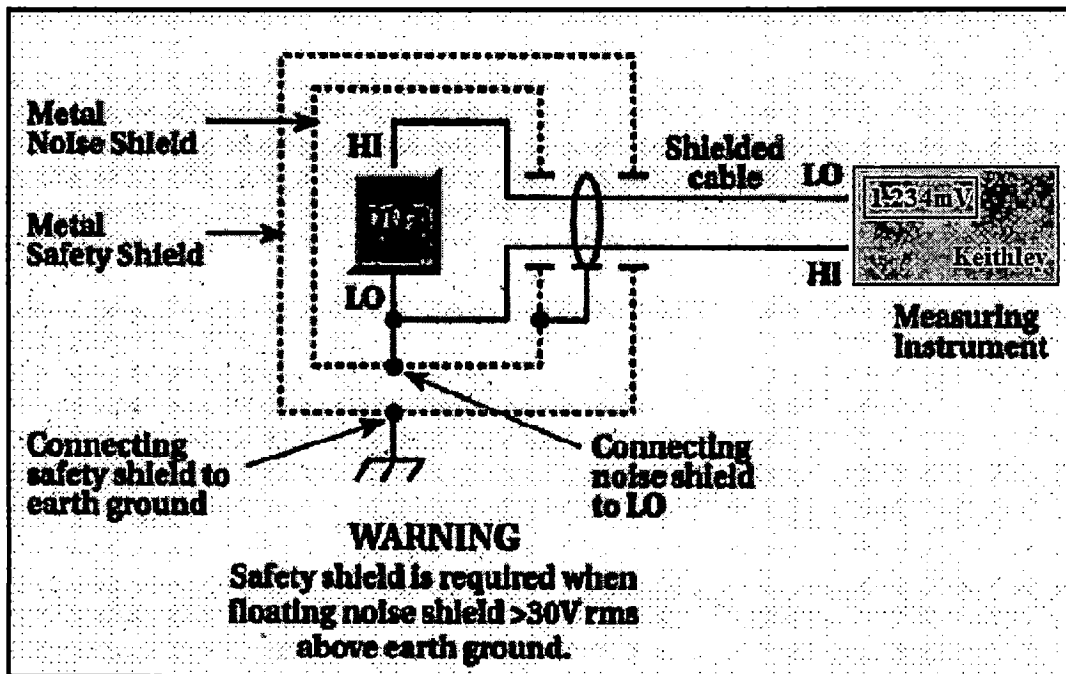 Metal
Noise Shield
Metal
Safety Shield
HI
LO
Shielded
cable
LO
HI
1.234mV
Keithley
Measuring
Instrument
Connecting
safety shield to
earth ground
Connecting
noise shield
to LO
WARNING
Safety shield is required when
floating noise shield >30V rms
above earth ground.